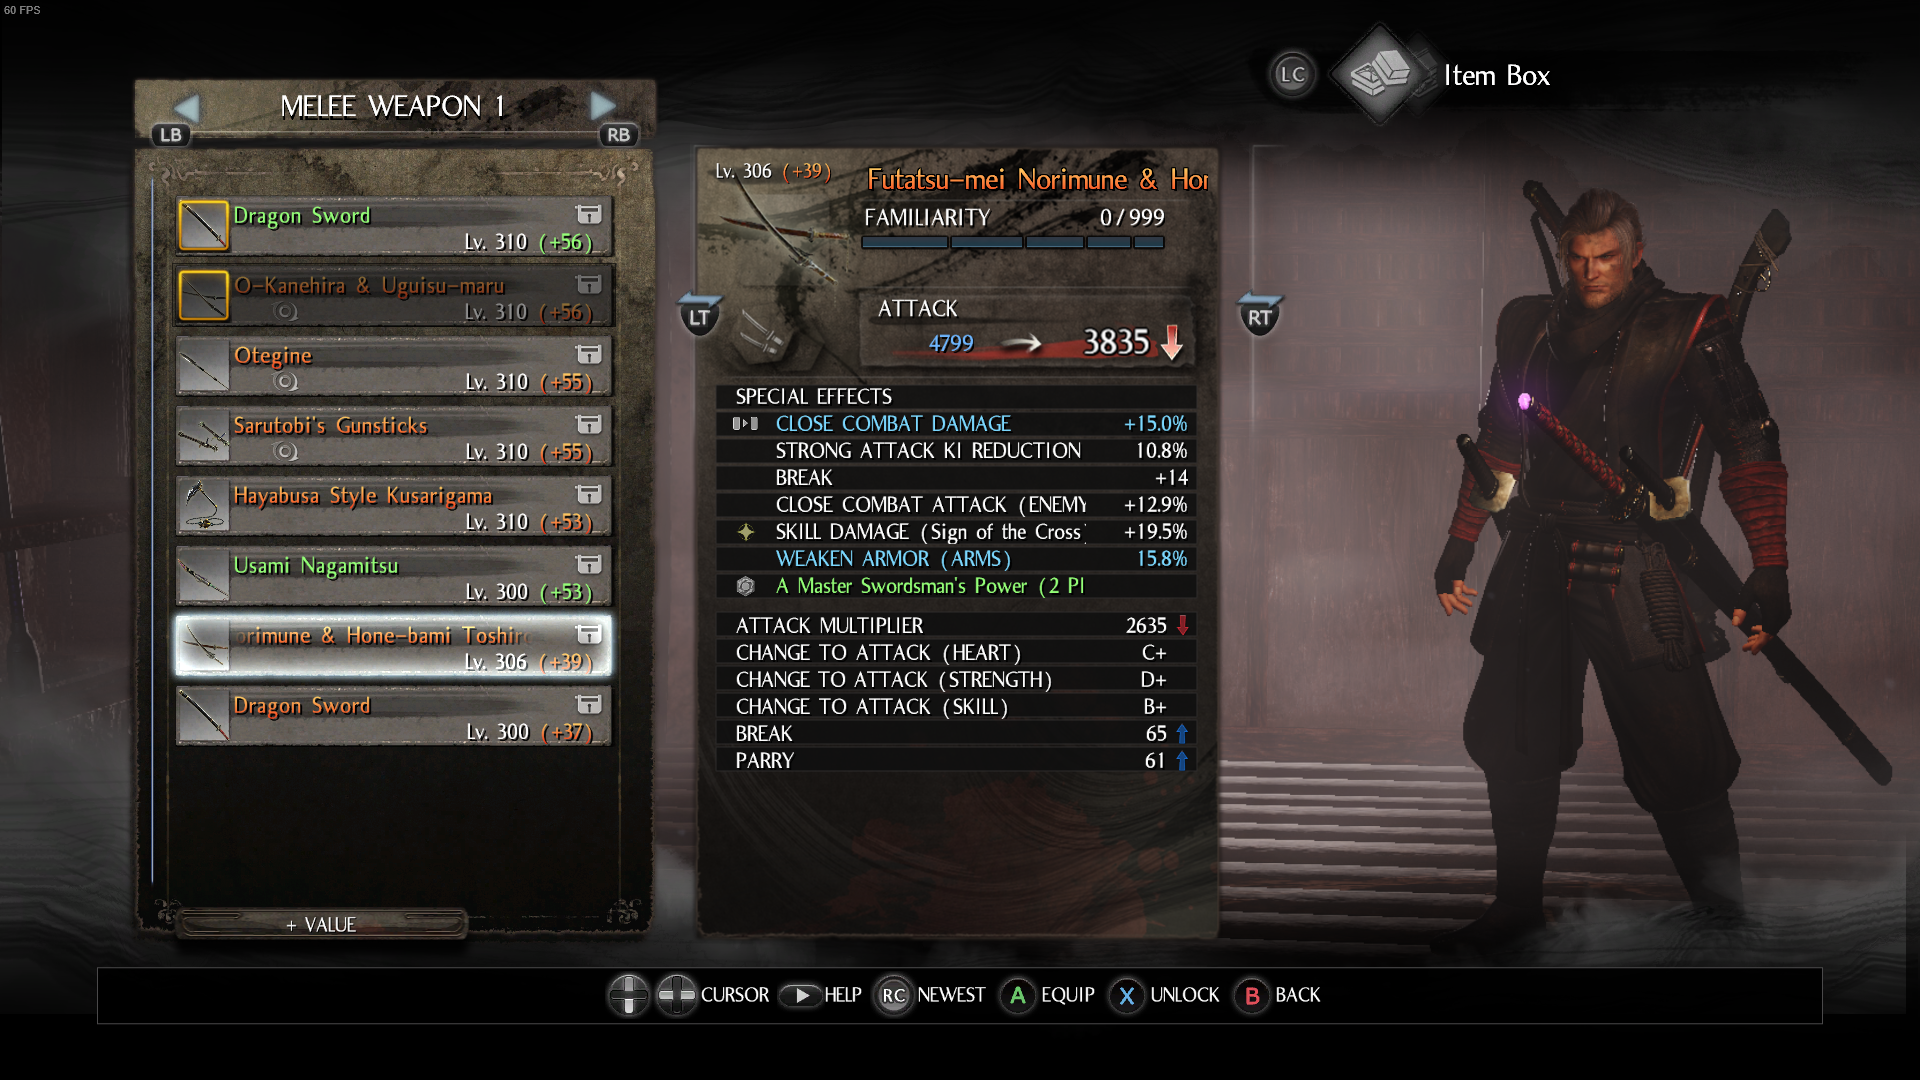 60 FPS
LC Item Box
MELEE WEAPON 1
LB
RB
Dragon Sword
Lv. 310 (+56)
O-Kanehira & Uguisu-maru
Lv. 310 (+56)
Otegine
Lv. 310 (+55)
Sarutobi's Gunsticks
Lv. 310 (+55)
Hayabusa Style Kusarigama
Lv. 310 (+53)
Usami Nagamitsu
Lv. 300 (+53)
orimune & Hone-bami Toshir
Lv. 306 (+39)
Dragon Sword
Lv. 300 (+37)
+ VALUE
Lv. 306 (+39)
Futatsu-mei Norimune & Hon
FAMILIARITY 0/999
LT
RT
ATTACK
4799 3835
SPECIAL EFFECTS
CLOSE COMBAT DAMAGE +15.0%
STRONG ATTACK KI REDUCTION 10.8%
BREAK +14
CLOSE COMBAT ATTACK (ENEMY +12.9%
SKILL DAMAGE (Sign of the Cross) +19.5%
WEAKEN ARMOR (ARMS) 15.8%
A Master Swordsman's Power (2 Pl
ATTACK MULTIPLIER 2635
CHANGE TO ATTACK (HEART) C+
CHANGE TO ATTACK (STRENGTH) D+
CHANGE TO ATTACK (SKILL) B+
BREAK 65
PARRY 61
CURSOR HELP RC NEWEST A EQUIP X UNLOCK B BACK